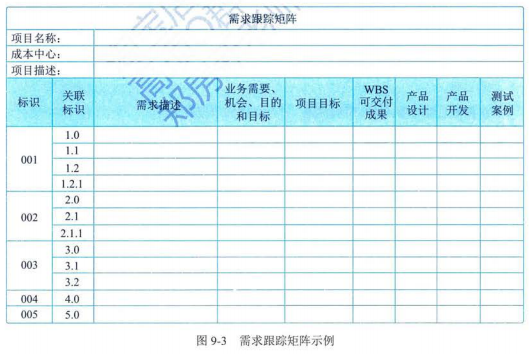 需求跟踪矩阵
项目名称：
成本中心：
项目描述：
标识 关联标识 需求描述 业务需要、机会、目的和目标 项目目标 WBS可交付成果 产品设计 产品开发 测试案例
001 1.0
1.1
1.2
1.2.1
002 2.0
2.1
2.1.1
003 3.0
3.1
3.2
004 4.0
005 5.0
图 9-3 需求跟踪矩阵示例